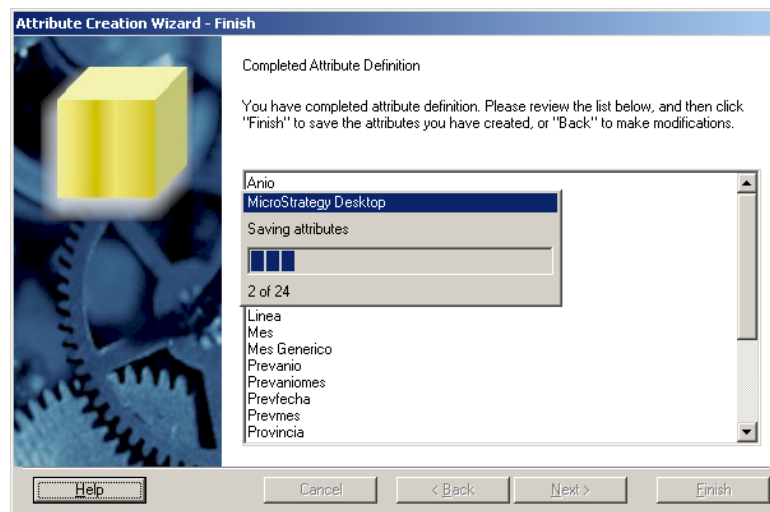 Attribute Creation Wizard - Finish
Completed Attribute Definition
You have completed attribute definition. Please review the list below, and then click
"Finish" to save the attributes you have created, or "Back" to make modifications.
Anio
MicroStrategy Desktop
Saving attributes
2 of 24
Linea
Mes
Mes Generico
Prevanio
Prevaniomes
Prevfecha
Prevmes
Provincia
Help
Cancel
< Back
Next >
Finish